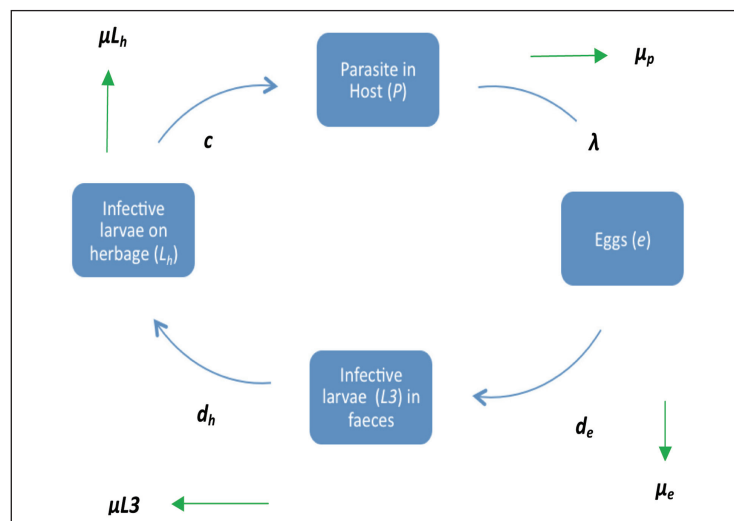 μLₕ
Parasite in
Host (P)
μₚ
c
λ
Infective
larvae on
herbage (Lₕ)
Eggs (e)
Infective
larvae (L3) in
faeces
dₕ
dₑ
μL3
μₑ